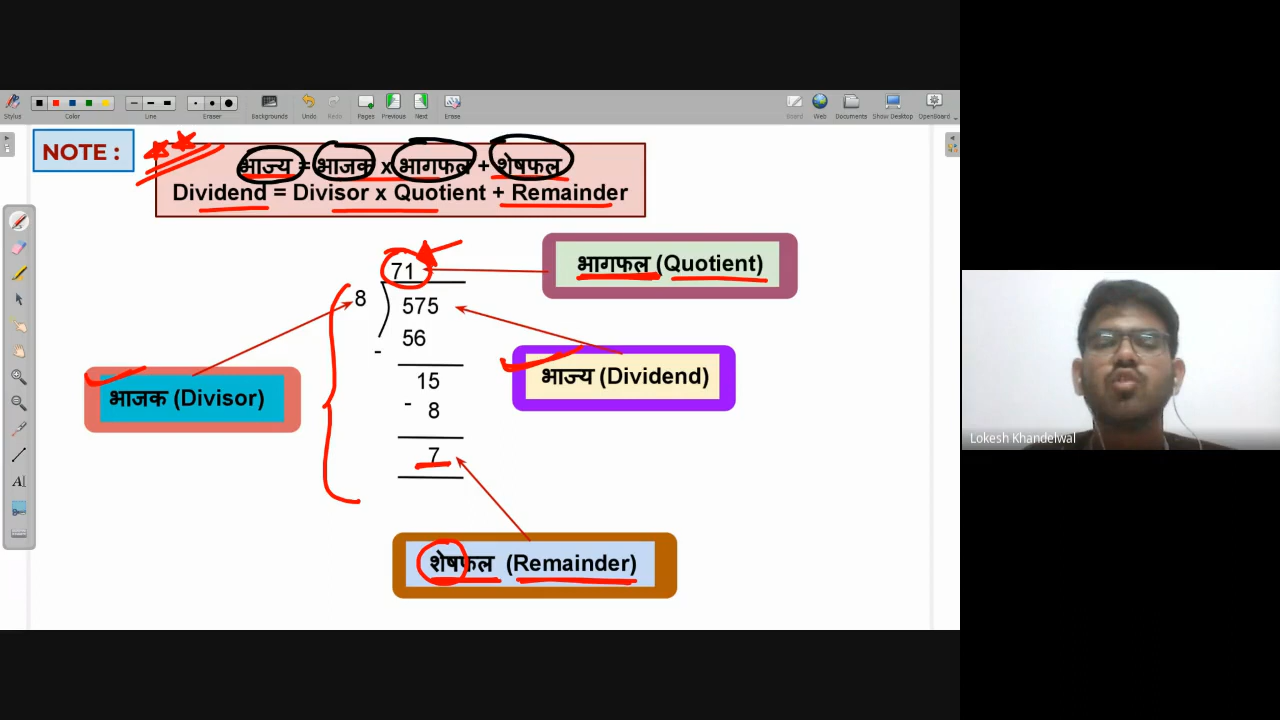 Stylus
Color
Line
Eraser
Backgrounds
Undo
Redo
Pages
Previous
Next
Erase
Board
Web
Documents
Show Desktop
OpenBoard
NOTE :
भाज्य = भाजक x भागफल + शेषफल
Dividend = Divisor x Quotient + Remainder
71
भागफल (Quotient)
8
575
56
-
भाज्य (Dividend)
15
भाजक (Divisor)
- 8
7
शेषफल (Remainder)
Lokesh Khandelwal